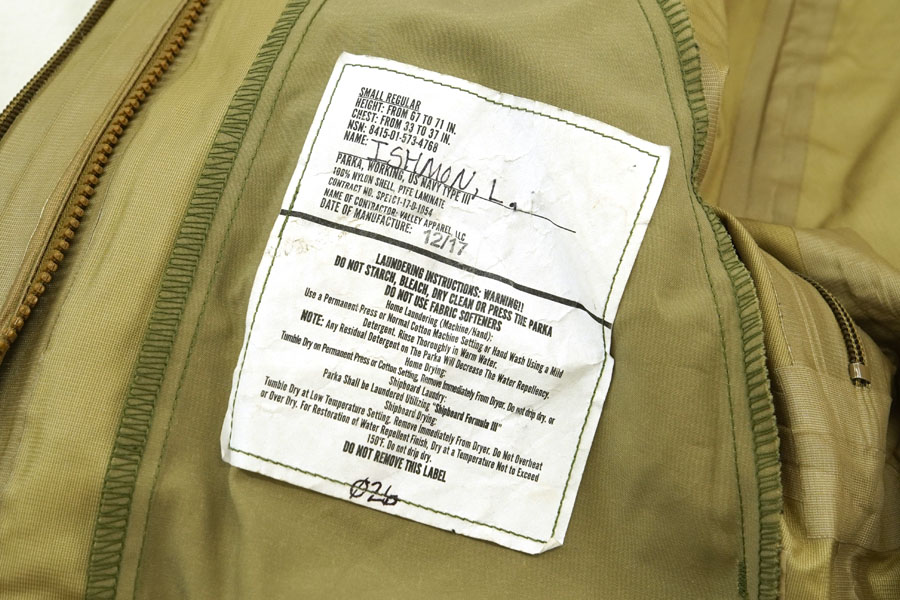 SMALL REGULAR
HEIGHT: FROM 67 TO 71 IN.
CHEST: FROM 33 TO 37 IN.
NSN: 8415-01-573-4768
NAME: ISHMON, L.
PARKA, WORKING, US NAVY TYPE III
100% NYLON SHELL, PTFE LAMINATE
CONTRACT NO. SPE1C1-17-D-1054
NAME OF CONTRACTOR: VALLEY APPAREL, LLC
DATE OF MANUFACTURE: 12/17
LAUNDERING INSTRUCTIONS: WARNING!!
DO NOT STARCH, BLEACH, DRY CLEAN OR PRESS THE PARKA
DO NOT USE FABRIC SOFTENERS
Home Laundering (Machine/Hand):
Use a Permanent Press or Normal Cotton Machine Setting or Hand Wash Using a Mild
Detergent. Rinse Thoroughly in Warm Water.
NOTE: Any Residual Detergent on The Parka Will Decrease The Water Repellency.
Home Drying:
Tumble Dry on Permanent Press or Cotton Setting. Remove Immediately From Dryer. Do not drip dry.
Shipboard Laundry:
Parka Shall be Laundered Utilizing "Shipboard Formula III"
Shipboard Drying:
Tumble Dry at Low Temperature Setting. Remove Immediately From Dryer. Do Not Overheat
or Over Dry. For Restoration of Water Repellent Finish, Dry at a Temperature Not to Exceed
150°F. Do not drip dry.
DO NOT REMOVE THIS LABEL
026